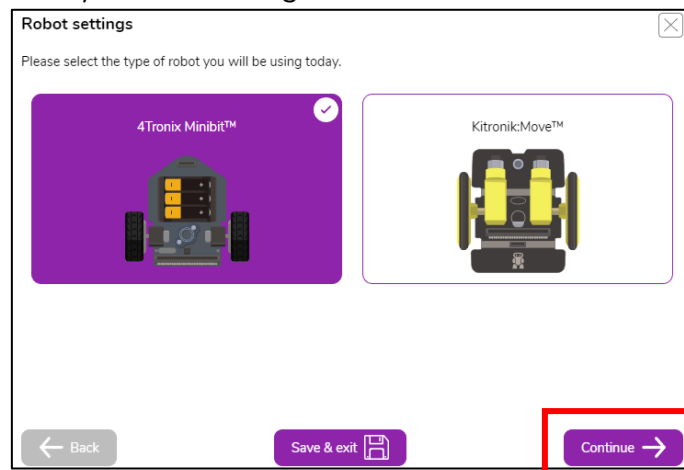 Robot settings
Please select the type of robot you will be using today.
4Tronix Minibit™
Kitronik:Move™
Back
Save & exit
Continue